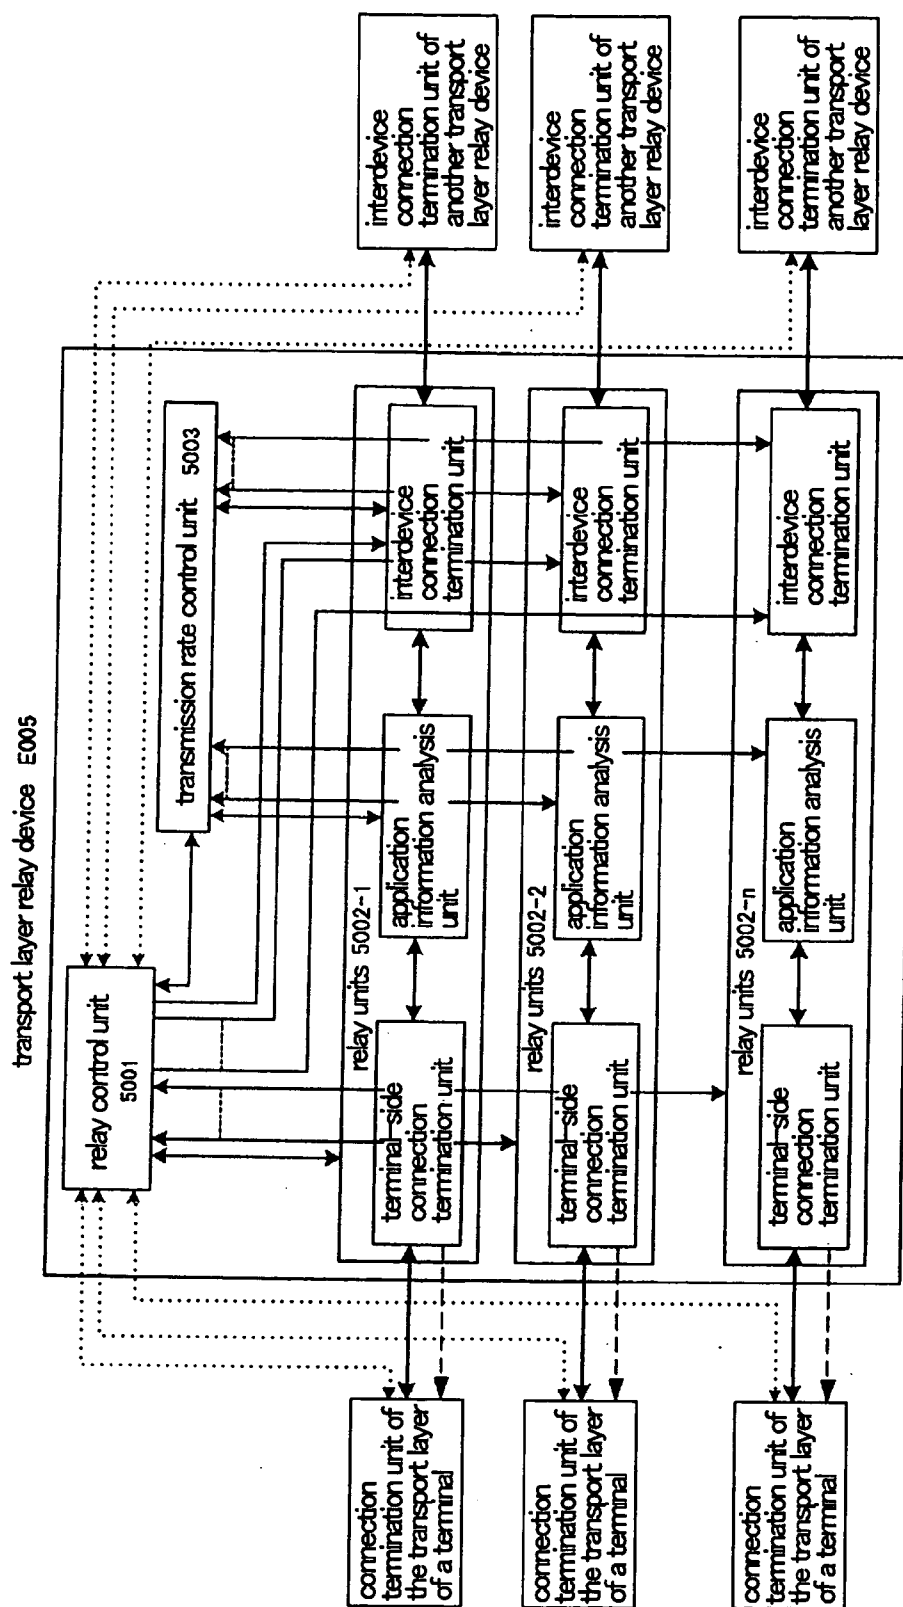 transport layer relay device E005
relay control unit
5001
transmission rate control unit 5003
relay units 5002-1
terminal-side
connection
termination unit
application
information analysis
unit
interdevice
connection
termination unit
relay units 5002-2
terminal-side
connection
termination unit
application
information analysis
unit
interdevice
connection
termination unit
relay units 5002-n
terminal-side
connection
termination unit
application
information analysis
unit
interdevice
connection
termination unit
connection
termination unit of
the transport layer
of a terminal
connection
termination unit of
the transport layer
of a terminal
connection
termination unit of
the transport layer
of a terminal
interdevice
connection
termination unit of
another transport
layer relay device
interdevice
connection
termination unit of
another transport
layer relay device
interdevice
connection
termination unit of
another transport
layer relay device